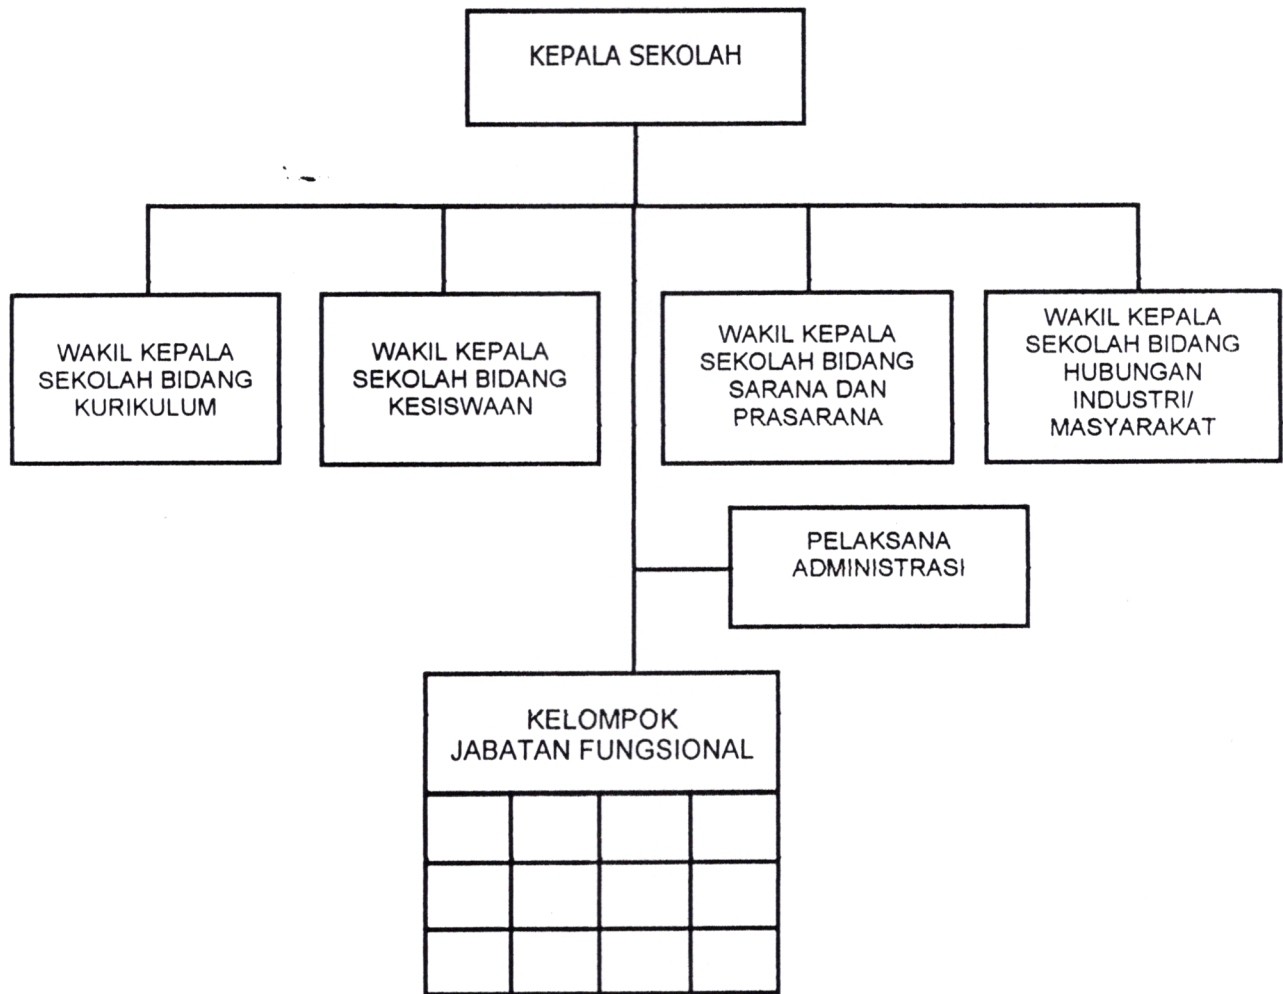 KEPALA SEKOLAH
WAKIL KEPALA
SEKOLAH BIDANG
KURIKULUM
WAKIL KEPALA
SEKOLAH BIDANG
KESISWAAN
WAKIL KEPALA
SEKOLAH BIDANG
SARANA DAN
PRASARANA
WAKIL KEPALA
SEKOLAH BIDANG
HUBUNGAN
INDUSTRI/
MASYARAKAT
PELAKSANA
ADMINISTRASI
KELOMPOK
JABATAN FUNGSIONAL